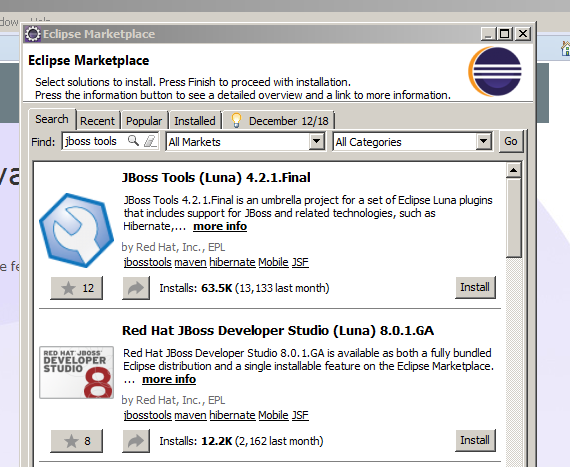 Help
Eclipse Marketplace
Eclipse Marketplace
Select solutions to install. Press Finish to proceed with installation.
Press the information button to see a detailed overview and a link to more information.
Search Recent Popular Installed December 12/18
Find: jboss tools All Markets All Categories Go
JBoss Tools (Luna) 4.2.1.Final
JBoss Tools 4.2.1.Final is an umbrella project for a set of Eclipse Luna plugins
that includes support for JBoss and related technologies, such as
Hibernate,... more info
by Red Hat, Inc., EPL
jbosstools maven hibernate Mobile JSF
12 Installs: 63.5K (13,133 last month) Install
Red Hat JBoss Developer Studio (Luna) 8.0.1.GA
RED HAT JBOSS
DEVELOPER
STUDIO 8
Red Hat JBoss Developer Studio 8.0.1.GA is available as both a fully bundled
Eclipse distribution and a single installable feature on the Eclipse Marketplace.
... more info
by Red Hat, Inc., EPL
jbosstools maven hibernate Mobile JSF
8 Installs: 12.2K (2,162 last month) Install